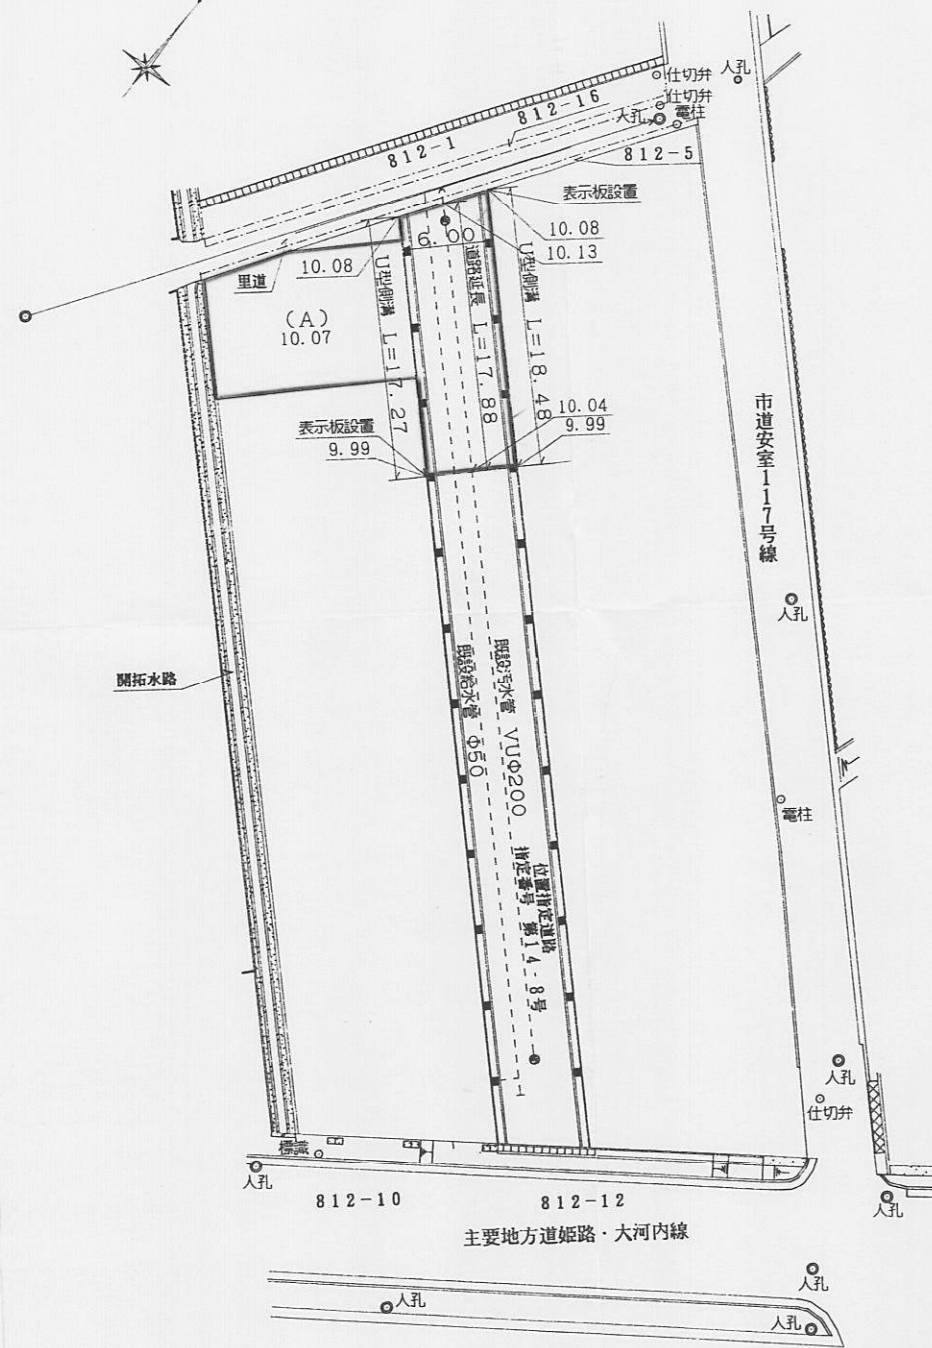 仕切弁
人孔
仕切弁
人孔
電柱
812-16
812-1
812-5
表示板設置
6.00
10.08
10.13
10.08
里道
(A)
10.07
U型側溝 L=17.27
道路延長 L=17.88
U型側溝 L=18.48
表示板設置
9.99
10.04
9.99
市道安室117号線
人孔
開拓水路
既設給水管 Φ50
既設汚水管 VUΦ200
電柱
位置指定道路
指定番号 第14-8号
人孔
仕切弁
標識
人孔
812-10
812-12
人孔
主要地方道姫路・大河内線
人孔
人孔
人孔